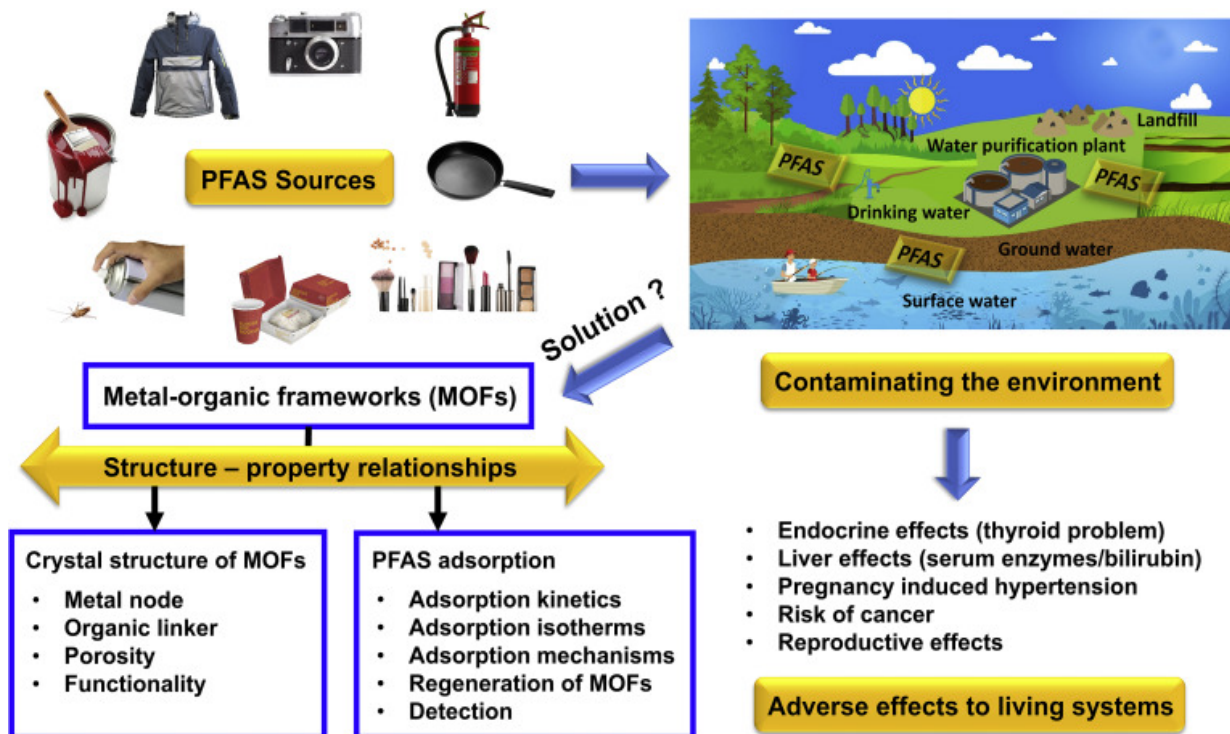 PFAS Sources
Landfill
Water purification plant
PFAS
PFAS
Drinking water
PFAS
Ground water
Surface water
Solution ?
Contaminating the environment
Metal-organic frameworks (MOFs)
Structure – property relationships
Crystal structure of MOFs
• Metal node
• Organic linker
• Porosity
• Functionality
PFAS adsorption
• Adsorption kinetics
• Adsorption isotherms
• Adsorption mechanisms
• Regeneration of MOFs
• Detection
• Endocrine effects (thyroid problem)
• Liver effects (serum enzymes/bilirubin)
• Pregnancy induced hypertension
• Risk of cancer
• Reproductive effects
Adverse effects to living systems